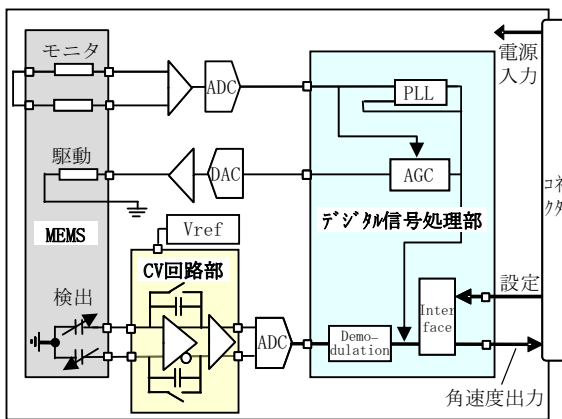 モニタ
ADC
PLL
電源
入力
駆動
DAC
AGC
MEMS
Vref
デジタル信号処理部
CV回路部
検出
ADC
Demo-
dulation
Inter
face
設定
角速度出力